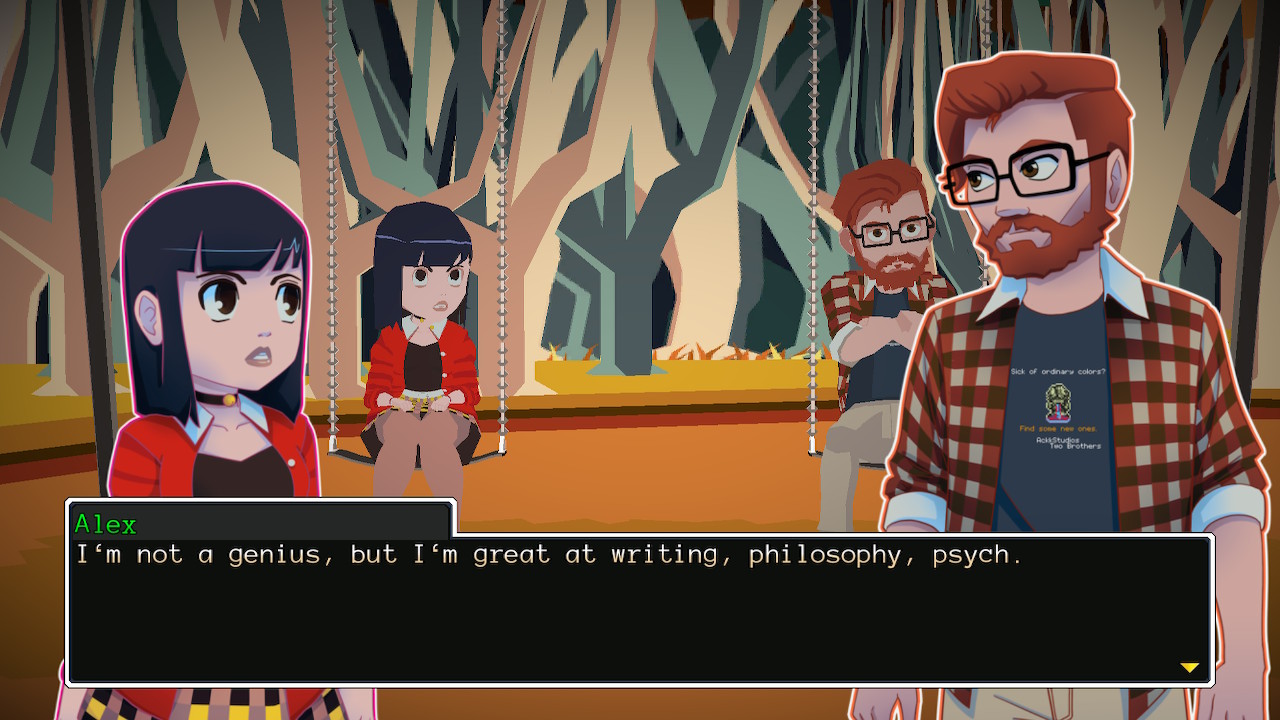 Sick of ordinary colors?
Find some new ones.
AckkStudios
Two Brothers
Alex
I‘m not a genius, but I‘m great at writing, philosophy, psych.